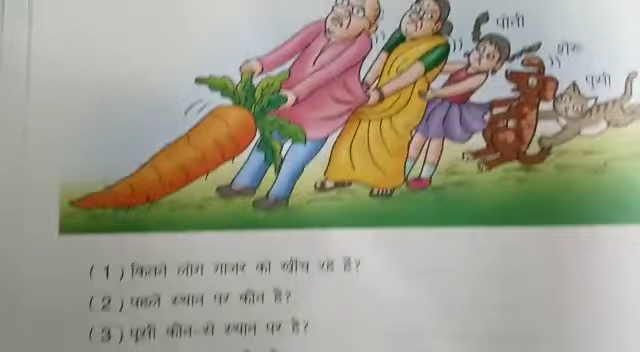 पोती
शेरू
पूसी
( 1 ) कितने लोग गाजर को खींच रहे हैं?
( 2 ) पहले स्थान पर कौन है?
( 3 ) पूसी कौन-से स्थान पर है?